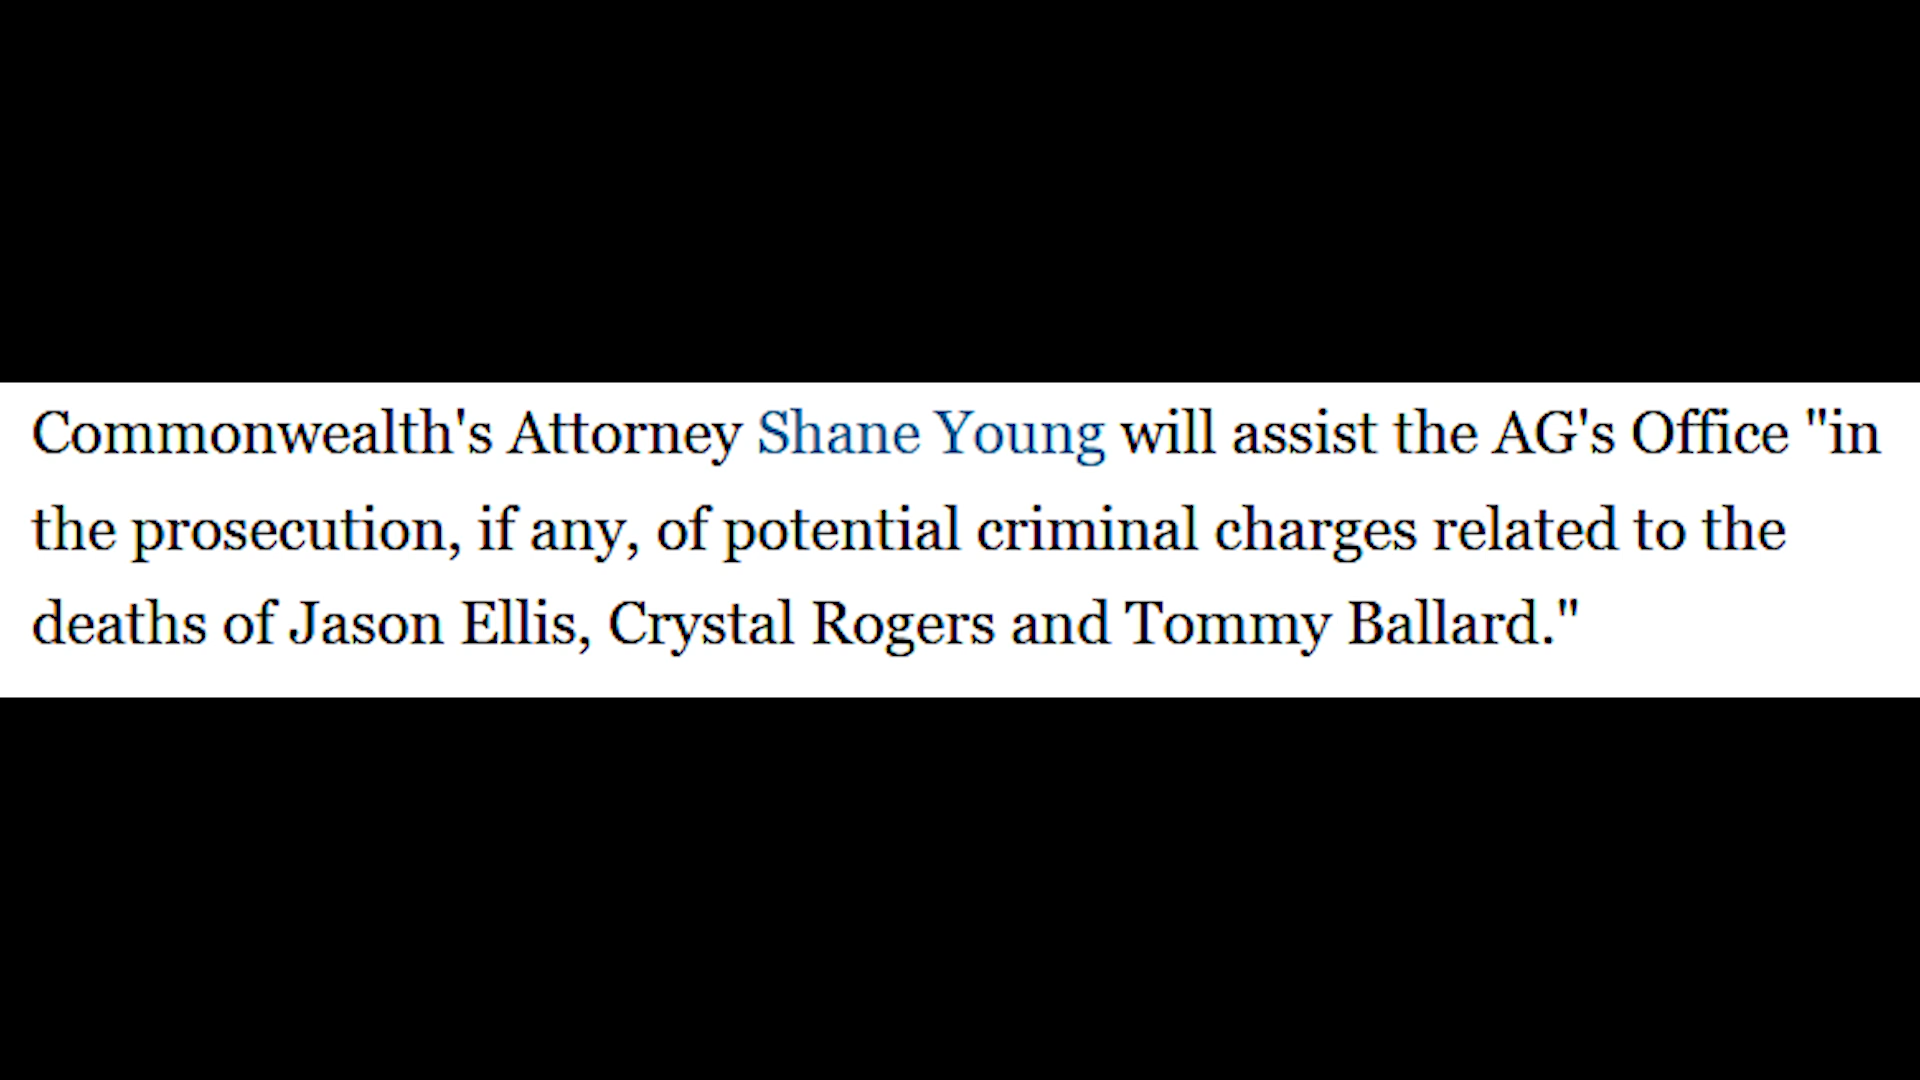 Commonwealth's Attorney Shane Young will assist the AG's Office "in
the prosecution, if any, of potential criminal charges related to the
deaths of Jason Ellis, Crystal Rogers and Tommy Ballard."